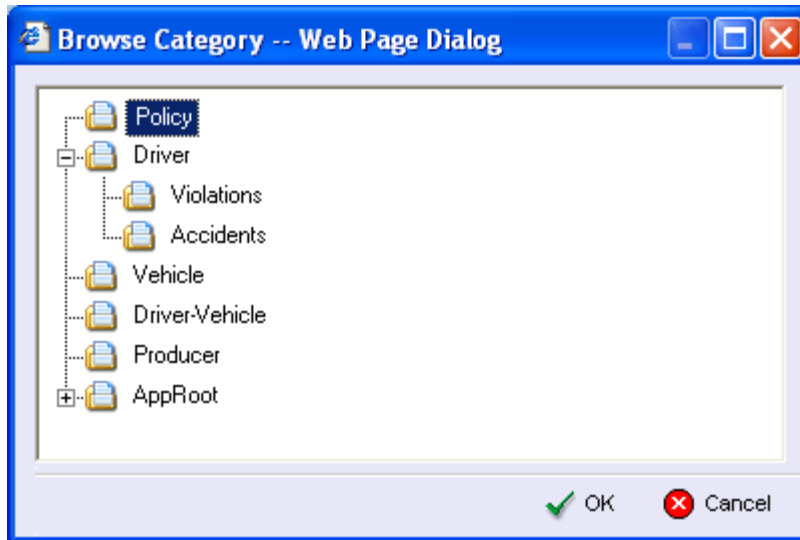 Browse Category -- Web Page Dialog
Policy
Driver
Violations
Accidents
Vehicle
Driver-Vehicle
Producer
AppRoot
OK Cancel